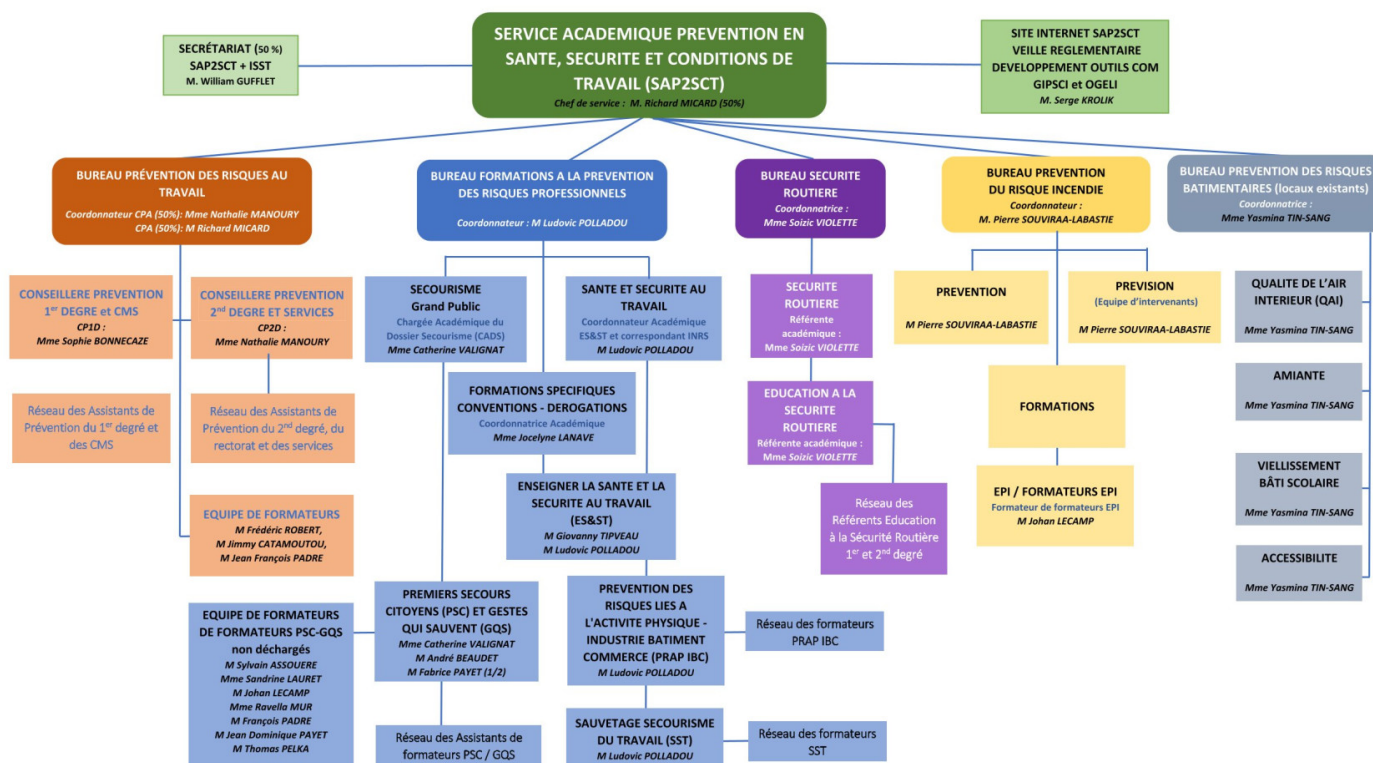 SERVICE ACADEMIQUE PREVENTION EN
SANTE, SECURITE ET CONDITIONS DE
TRAVAIL (SAP2SCT)
Chef de service : M. Richard MICARD (50%)
SECRÉTARIAT (50 %)
SAP2SCT + ISST
M. William GUFFLET
SITE INTERNET SAP2SCT
VEILLE REGLEMENTAIRE
DEVELOPPEMENT OUTILS COM
GIPSCI et OGELI
M. Serge KROLIK
BUREAU PRÉVENTION DES RISQUES AU
TRAVAIL
Coordonnateur CPA (50%): Mme Nathalie MANOURY
CPA (50%): M Richard MICARD
BUREAU FORMATIONS A LA PREVENTION
DES RISQUES PROFESSIONNELS
Coordonnateur : M Ludovic POLLADOU
BUREAU SECURITE
ROUTIERE
Coordonnatrice :
Mme Soizic VIOLETTE
BUREAU PREVENTION
DU RISQUE INCENDIE
Coordonnateur :
M. Pierre SOUVIRAA-LABASTIE
BUREAU PREVENTION DES RISQUES
BATIMENTAIRES (locaux existants)
Coordonnatrice :
Mme Yasmina TIN-SANG
CONSEILLERE PREVENTION
1er DEGRE et CMS
CP1D :
Mme Sophie BONNECAZE
CONSEILLERE PREVENTION
2nd DEGRE ET SERVICES
CP2D :
Mme Nathalie MANOURY
Réseau des Assistants de
Prévention du 1er degré et
des CMS
Réseau des Assistants de
Prévention du 2nd degré, du
rectorat et des services
EQUIPE DE FORMATEURS
M Frédéric ROBERT,
M Jimmy CATAMOUTOU,
M Jean François PADRE
SECOURISME
Grand Public
Chargée Académique du
Dossier Secourisme (CADS)
Mme Catherine VALIGNAT
SANTE ET SECURITE AU
TRAVAIL
Coordonnateur Académique
ES&ST et correspondant INRS
M Ludovic POLLADOU
FORMATIONS SPECIFIQUES
CONVENTIONS - DEROGATIONS
Coordonnatrice Académique
Mme Jocelyne LANAVE
ENSEIGNER LA SANTE ET LA
SECURITE AU TRAVAIL (ES&ST)
M Giovanny TIPVEAU
M Ludovic POLLADOU
PREMIERS SECOURS
CITOYENS (PSC) ET GESTES
QUI SAUVENT (GQS)
Mme Catherine VALIGNAT
M André BEAUDET
M Fabrice PAYET (1/2)
EQUIPE DE FORMATEURS
DE FORMATEURS PSC-GQS
non déchargés
M Sylvain ASSOUERE
Mme Sandrine LAURET
M Johan LECAMP
Mme Ravella MUR
M François PADRE
M Jean Dominique PAYET
M Thomas PELKA
Réseau des Assistants de
formateurs PSC / GQS
PREVENTION DES
RISQUES LIES A
L'ACTIVITE PHYSIQUE -
INDUSTRIE BATIMENT
COMMERCE (PRAP IBC)
M Ludovic POLLADOU
Réseau des formateurs
PRAP IBC
SAUVETAGE SECOURISME
DU TRAVAIL (SST)
M Ludovic POLLADOU
Réseau des formateurs
SST
SECURITE
ROUTIERE
Référente
académique :
Mme Soizic VIOLETTE
EDUCATION A LA
SECURITE
ROUTIERE
Référente académique :
Mme Soizic VIOLETTE
Réseau des
Référents Education
à la Sécurité Routière
1er et 2nd degré
PREVENTION
M Pierre SOUVIRAA-LABASTIE
PREVISION
(Equipe d'intervenants)
M Pierre SOUVIRAA-LABASTIE
FORMATIONS
EPI / FORMATEURS EPI
Formateur de formateurs EPI
M Johan LECAMP
QUALITE DE L'AIR
INTERIEUR (QAI)
Mme Yasmina TIN-SANG
AMIANTE
Mme Yasmina TIN-SANG
VIELLISSEMENT
BÂTI SCOLAIRE
Mme Yasmina TIN-SANG
ACCESSIBILITE
Mme Yasmina TIN-SANG